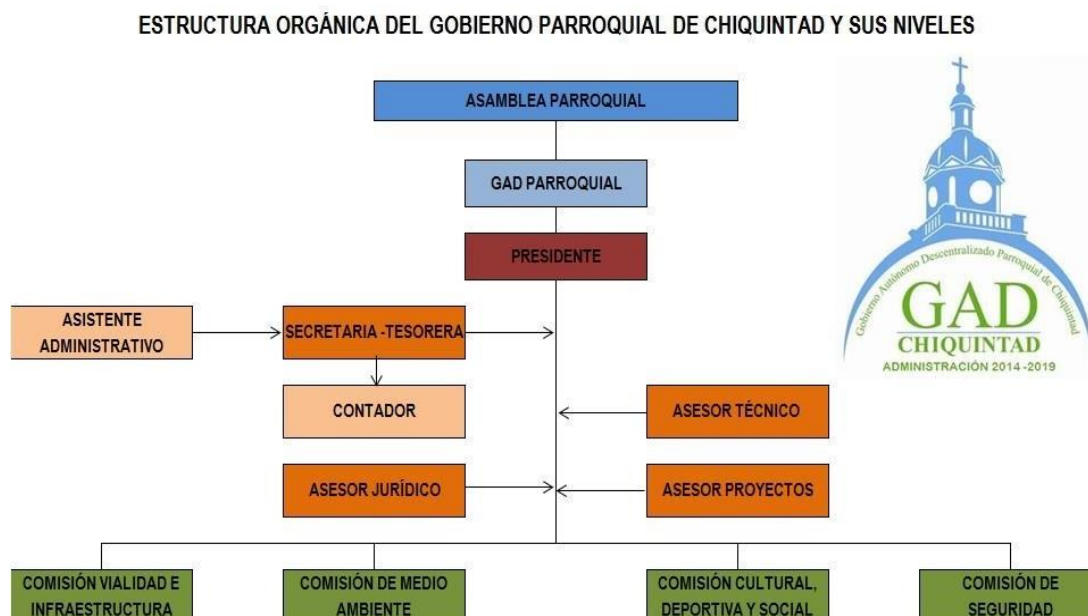 ESTRUCTURA ORGÁNICA DEL GOBIERNO PARROQUIAL DE CHIQUINTAD Y SUS NIVELES
ASAMBLEA PARROQUIAL
GAD PARROQUIAL
PRESIDENTE
Gobierno Autónomo Descentralizado Parroquial de Chiquintad
GAD
CHIQUINTAD
ADMINISTRACIÓN 2014 -2019
ASISTENTE
ADMINISTRATIVO
SECRETARIA -TESORERA
CONTADOR
ASESOR TÉCNICO
ASESOR JURÍDICO
ASESOR PROYECTOS
COMISIÓN VIALIDAD E
INFRAESTRUCTURA
COMISIÓN DE MEDIO
AMBIENTE
COMISIÓN CULTURAL,
DEPORTIVA Y SOCIAL
COMISIÓN DE
SEGURIDAD